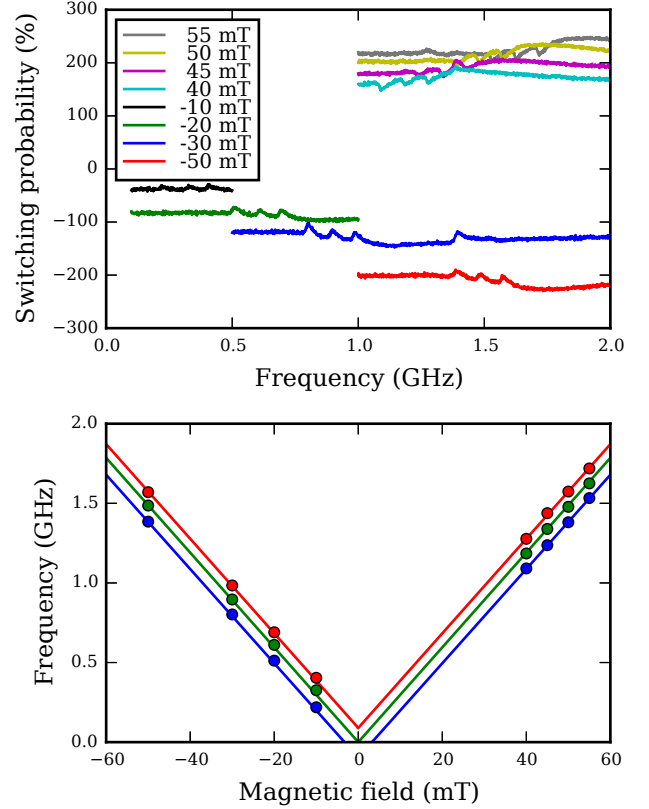 300
200
100
0
−100
−200
−300
Switching probability (%)
55 mT
50 mT
45 mT
40 mT
-10 mT
-20 mT
-30 mT
-50 mT
0.0 0.5 1.0 1.5 2.0
Frequency (GHz)
2.0
1.5
1.0
0.5
0.0
Frequency (GHz)
−60 −40 −20 0 20 40 60
Magnetic field (mT)